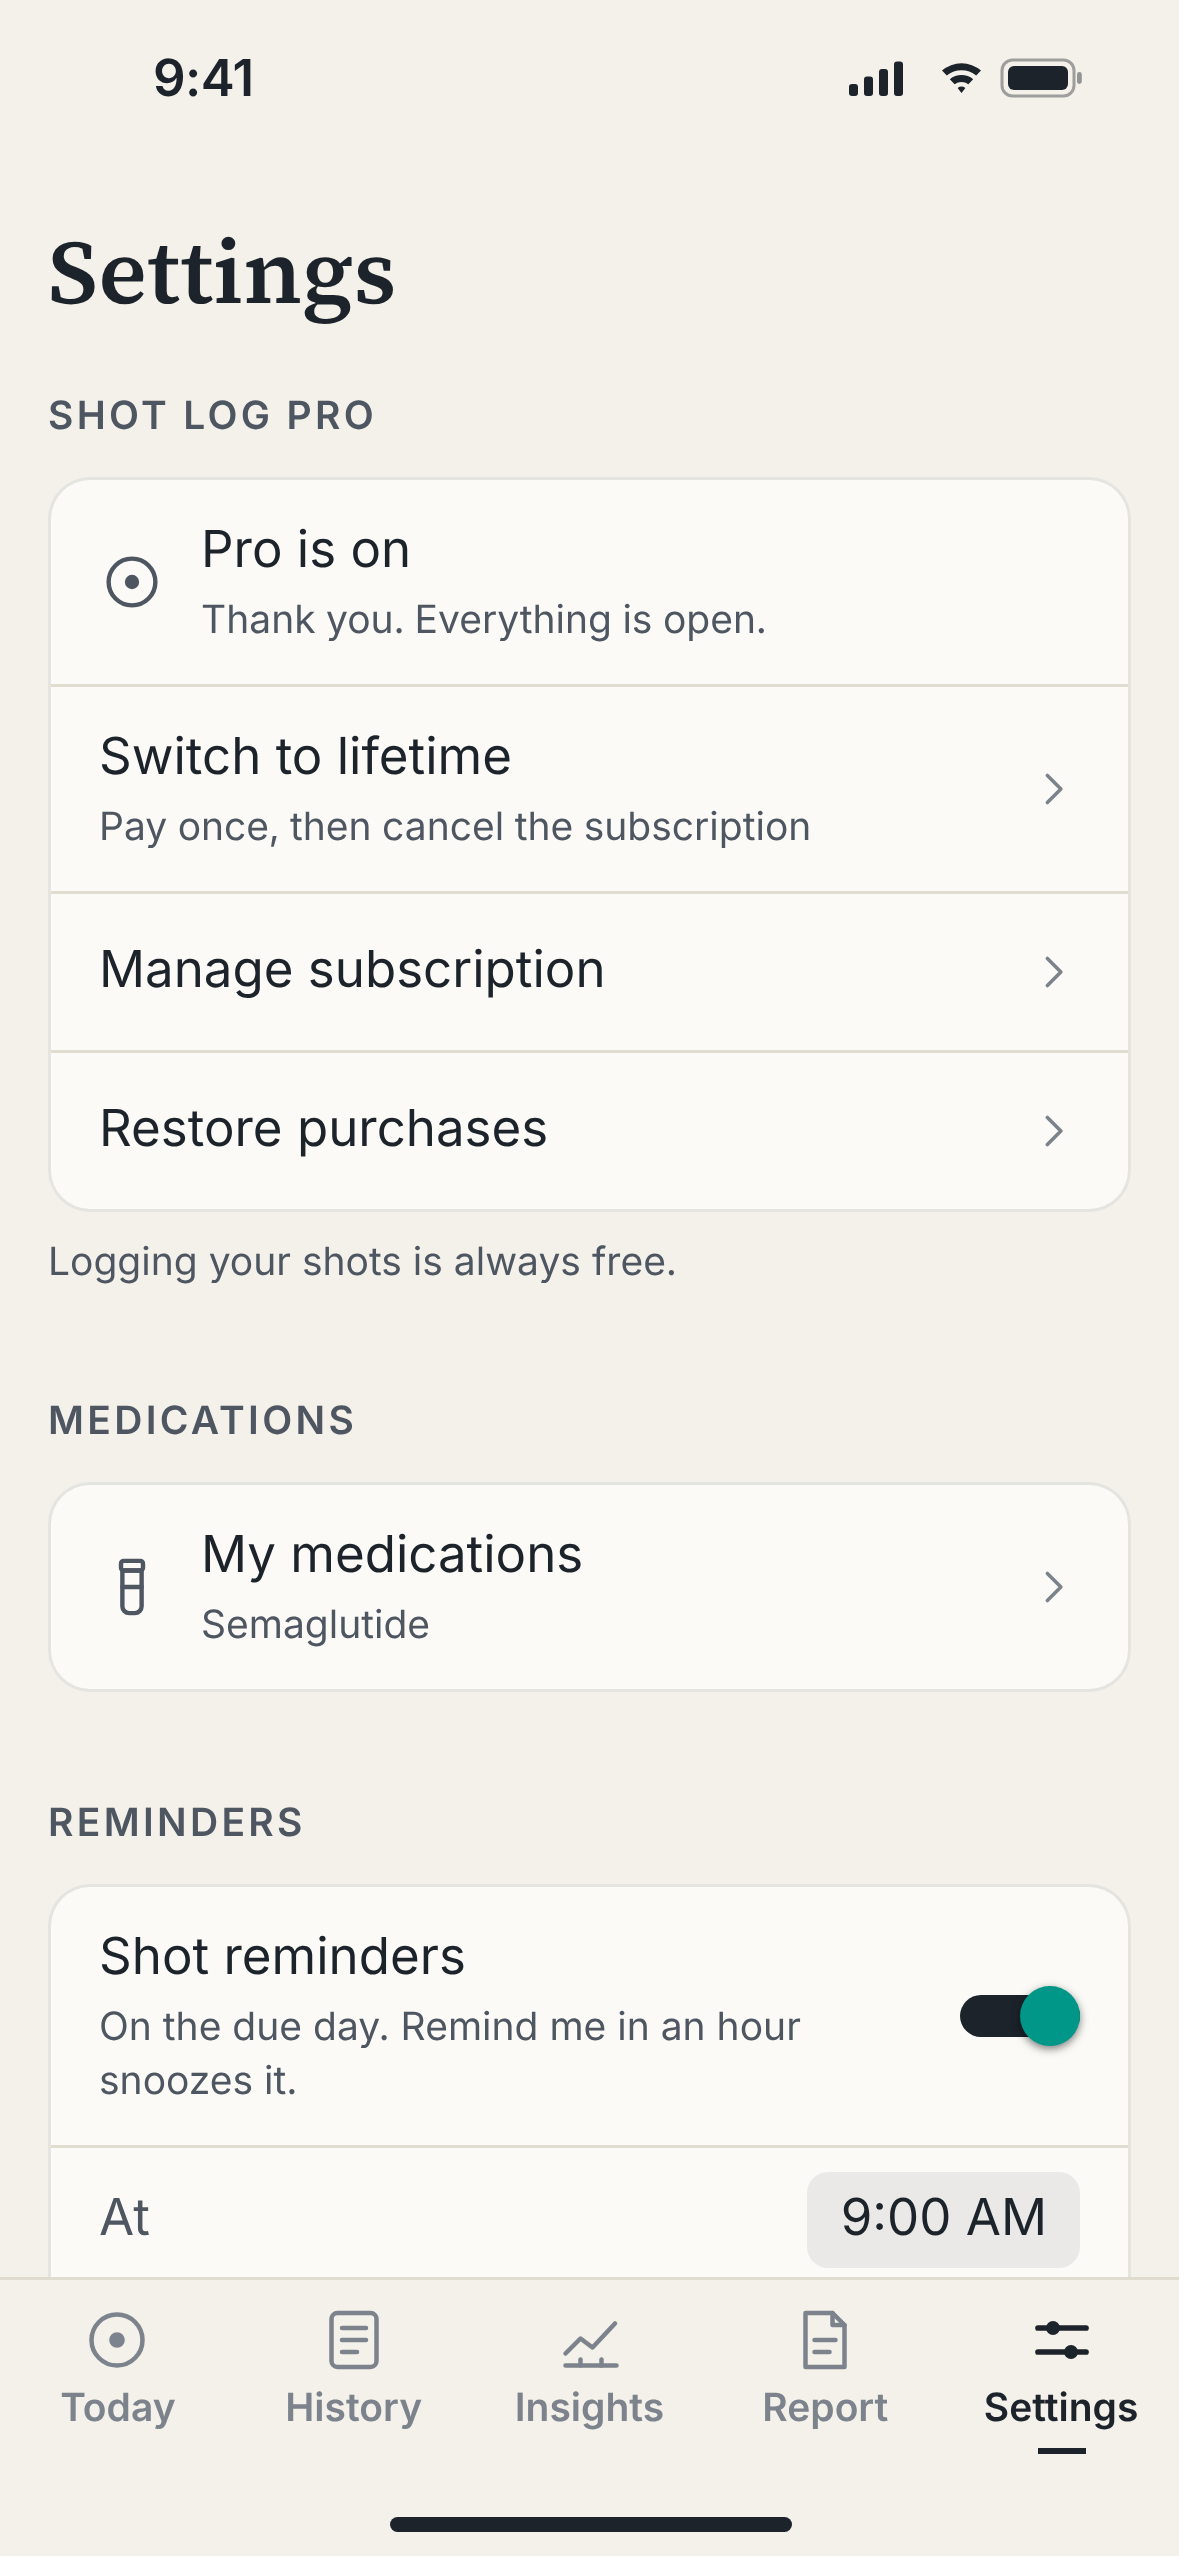 9:41
Settings
SHOT LOG PRO
Pro is on
Thank you. Everything is open.
Switch to lifetime
Pay once, then cancel the subscription
Manage subscription
Restore purchases
Logging your shots is always free.
MEDICATIONS
My medications
Semaglutide
REMINDERS
Shot reminders
On the due day. Remind me in an hour
snoozes it.
At
9:00 AM
Today
History
Insights
Report
Settings